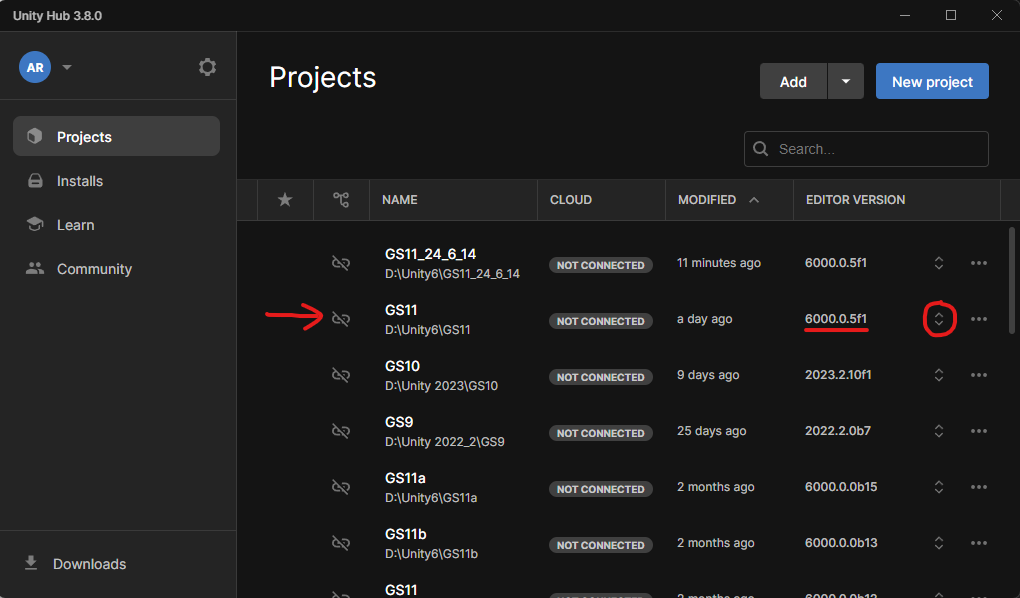 Unity Hub 3.8.0
AR
Projects
Installs
Learn
Community
Downloads
Projects
Add
New project
Search...
NAME CLOUD MODIFIED EDITOR VERSION
GS11_24_6_14
D:\Unity6\GS11_24_6_14
NOT CONNECTED 11 minutes ago 6000.0.5f1
GS11
D:\Unity6\GS11
NOT CONNECTED a day ago 6000.0.5f1
GS10
D:\Unity 2023\GS10
NOT CONNECTED 9 days ago 2023.2.10f1
GS9
D:\Unity 2022_2\GS9
NOT CONNECTED 25 days ago 2022.2.0b7
GS11a
D:\Unity6\GS11a
NOT CONNECTED 2 months ago 6000.0.0b15
GS11b
D:\Unity6\GS11b
NOT CONNECTED 2 months ago 6000.0.0b13
GS11
2 months ago